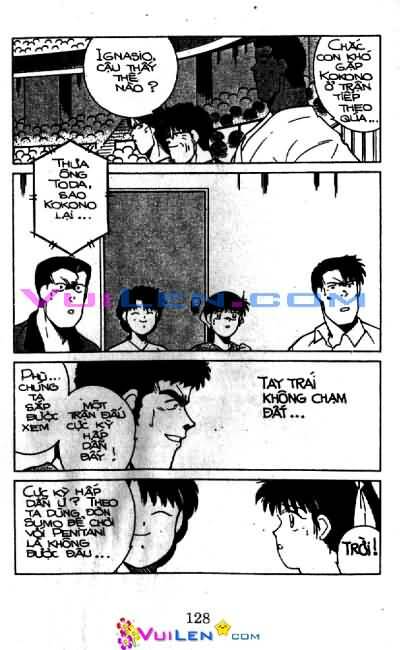 IGNASIO,
CẬU THẤY
THẾ
NÀO ?
CHẮC
CON KHÓ
GẶP
KOKONO
Ở TRẬN
TIẾP
THEO
QUÁ...
THƯA
ÔNG
TODA,
SAO
KOKONO
LẠI ...
VUILEN.COM
PHÙ...
CHÚNG
TA
SẮP
ĐƯỢC
XEM
MỘT
TRẬN ĐẤU
CỰC KỲ
HẤP
DẪN
ĐẤY !
TAY TRÁI
KHÔNG CHẠM
ĐẤT...
CỰC KỲ HẤP
DẪN Ư ? THEO
TA DÙNG ĐÒN
SUMO ĐỂ CHƠI
VỚI PENITANI
LÀ KHÔNG
ĐƯỢC ĐÂU...
TRỜI!
128
VUILEN.COM